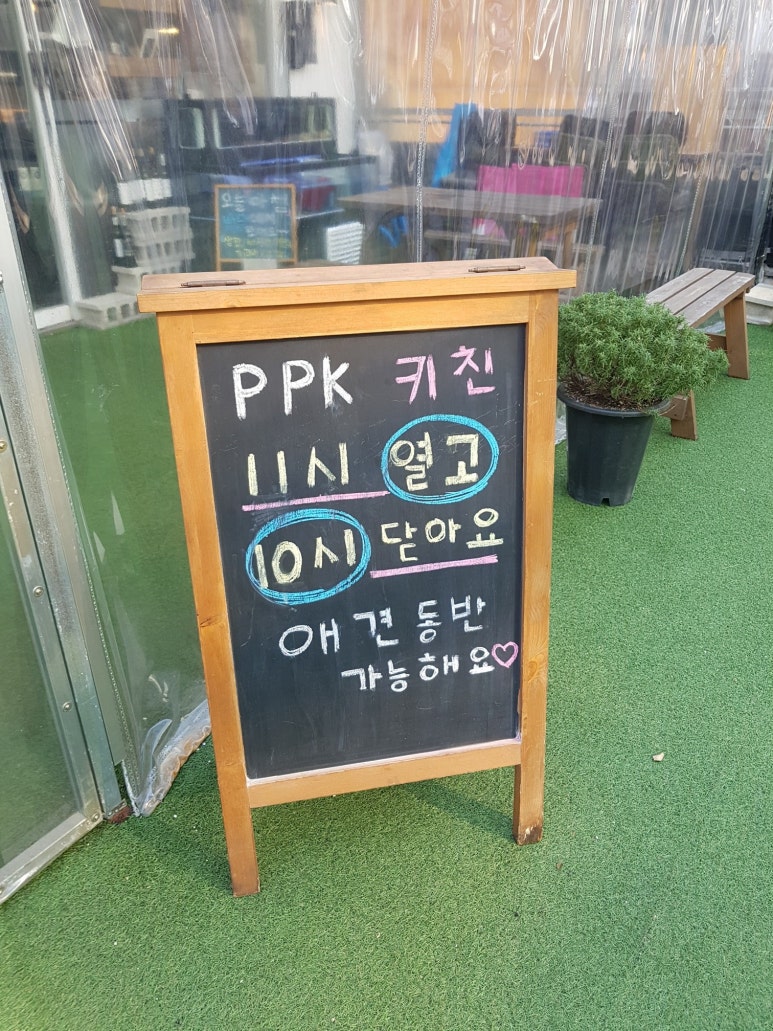 PPK 키친
11시 열고
10시 닫아요
애견동반
가능해요♡